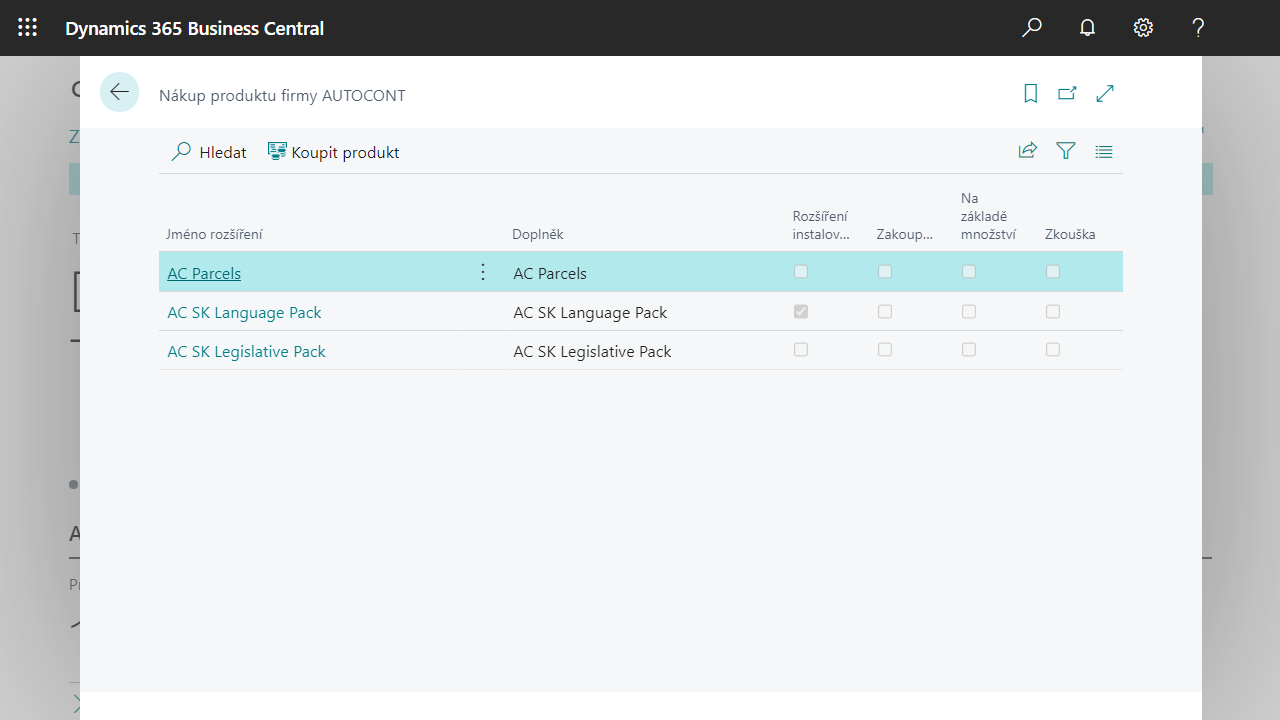 Dynamics 365 Business Central
Nákup produktu firmy AUTOCONT
Hledat
Koupit produkt
Jméno rozšíření
Doplněk
Rozšíření
instalov...
Zakoup...
Na
základě
množství
Zkouška
AC Parcels
AC Parcels
AC SK Language Pack
AC SK Language Pack
AC SK Legislative Pack
AC SK Legislative Pack